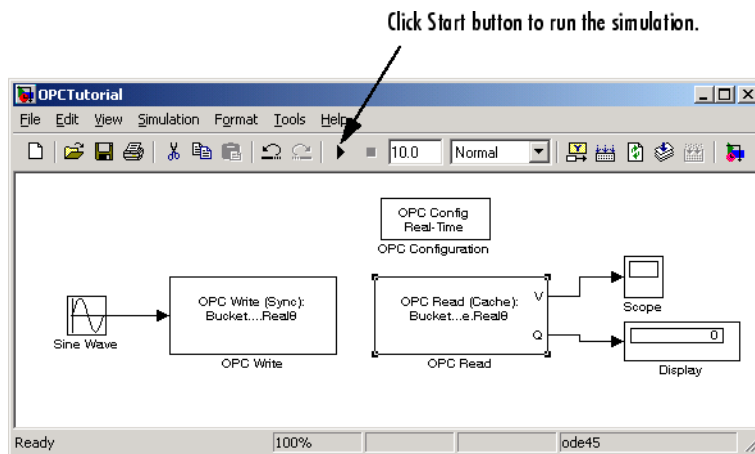 Click Start button to run the simulation.
OPCTutorial
File Edit View Simulation Format Tools Help
10.0 Normal
OPC Config
Real-Time
OPC Configuration
OPC Write (Sync):
Bucket....Real8
OPC Write
OPC Read (Cache):
Bucket...e.Real8
V
Q
OPC Read
Sine Wave
Scope
0
Display
Ready 100% ode45